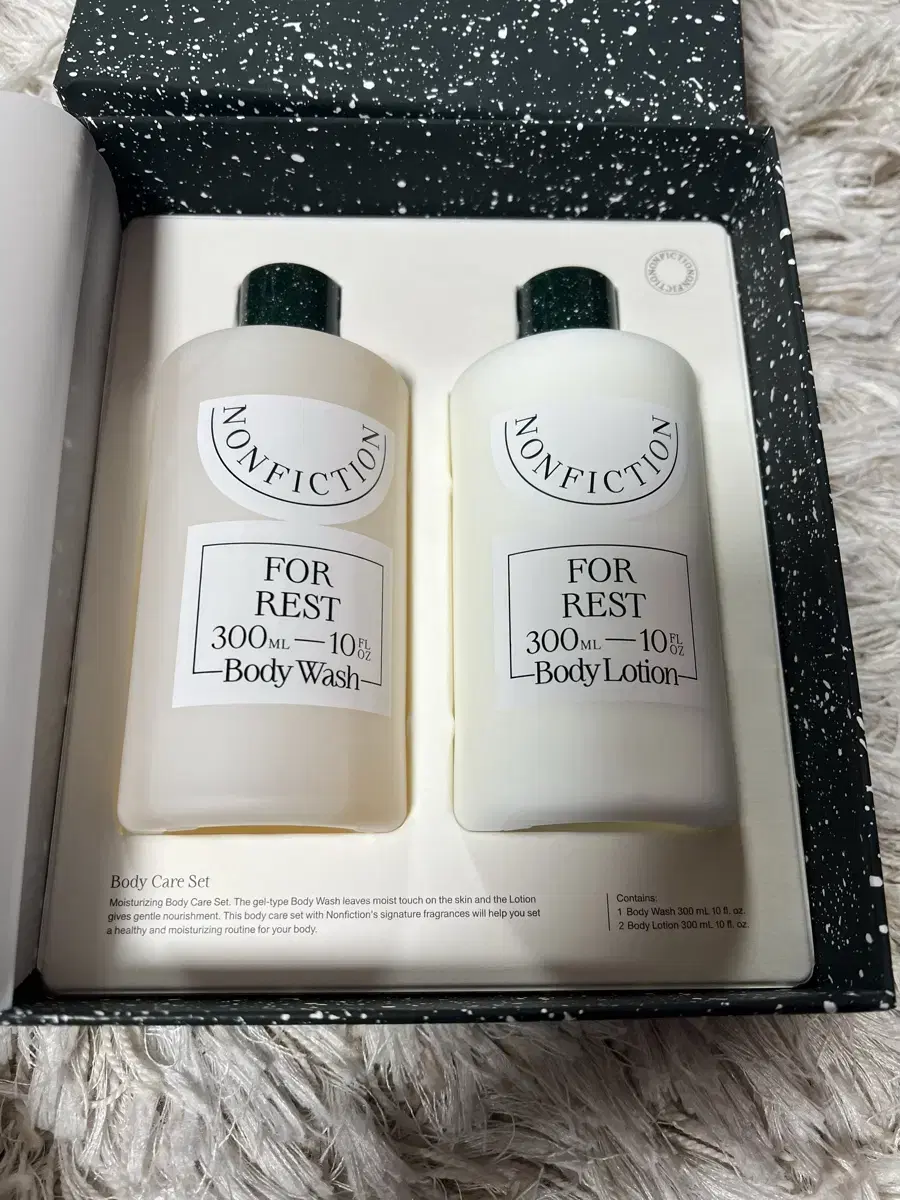 NONFICTIONNONFICTION
NONFICTION
FOR
REST
300ML — 10 FL OZ
Body Wash
NONFICTION
FOR
REST
300ML — 10 FL OZ
Body Lotion
Body Care Set
Moisturizing Body Care Set. The gel-type Body Wash leaves moist touch on the skin and the Lotion
gives gentle nourishment. This body care set with Nonfiction's signature fragrances will help you set
a healthy and moisturizing routine for your body.
Contains:
1 Body Wash 300 mL 10 fl. oz.
2 Body Lotion 300 mL 10 fl. oz.